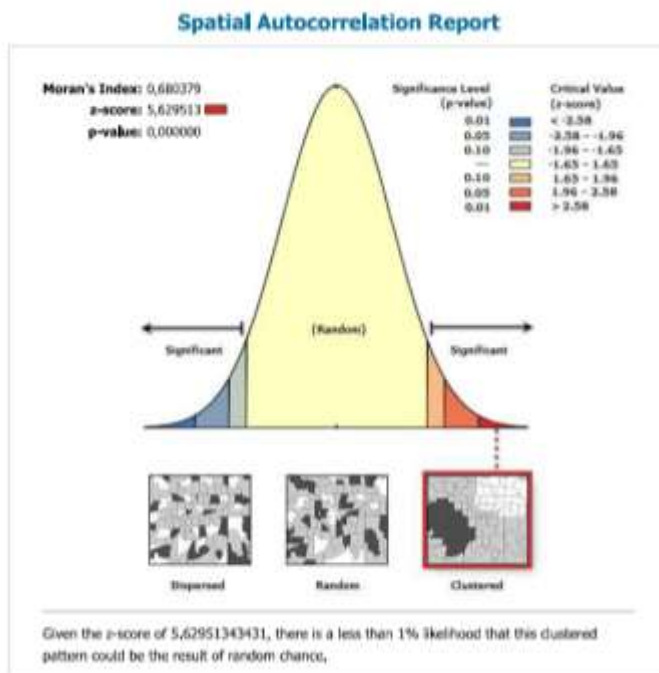 Spatial Autocorrelation Report
Moran's Index: 0,680379
z-score: 5,629513
p-value: 0,000000
Significance Level (p-value)
Critical Value (z-score)
0.01 < -2.58
0.05 -2.58 – -1.96
0.10 -1.96 – -1.65
— -1.65 – 1.65
0.10 1.65 – 1.96
0.05 1.96 – 2.58
0.01 > 2.58
(Random)
Significant
Significant
Dispersed
Random
Clustered
Given the z-score of 5,62951343431, there is a less than 1% likelihood that this clustered
pattern could be the result of random chance.